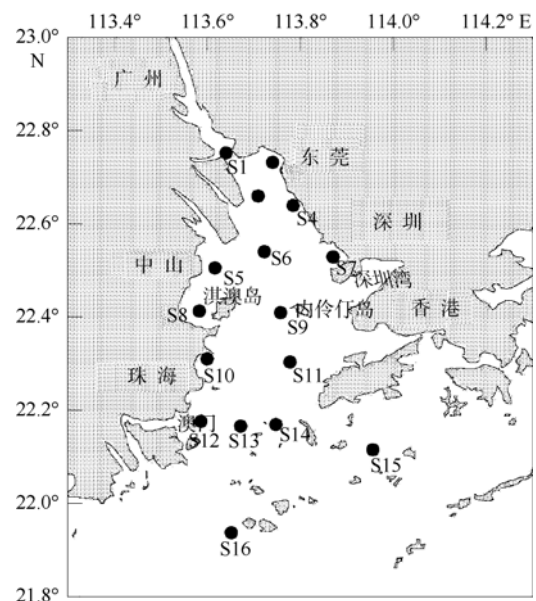 113.4° 113.6° 113.8° 114.0° 114.2° E
23.0°
N
广 州
22.8°
S1
东 莞
S4
22.6°
深 圳
S6
中 山
S5
S7
深圳湾
22.4°
S8
淇澳岛
内伶仃岛
S9
香 港
珠 海
S10
S11
22.2°
澳门
S12
S13
S14
S15
22.0°
S16
21.8°